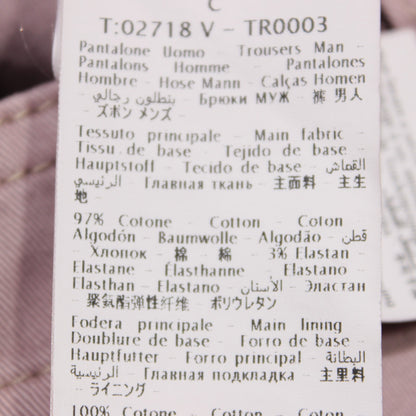 C
T:02718 V - TR0003
Pantalone Uomo - Trousers Man -
Pantalons Homme - Pantalones
Hombre - Hose Mann - Calças Homen
- بنطلون رجالي - Брюки МУЖ - 裤 男人
- ズボン メンズ -
Tessuto principale - Main fabric -
Tissu de base - Tejido de base -
Hauptstoff - Tecido de base - القماش
الرئيسي - Главная ткань - 主面料 - 主生
地 -
97% Cotone - Cotton - Coton -
Algodón - Baumwolle - Algodão - قطن
- Хлопок - 棉 - 綿 - 3% Elastan -
Elastane - Élasthanne - Elastano -
Elasthan - Elastano - الأستان - Эластан
- 聚氨酯弹性纤维 - ポリウレタン
Fodera principale - Main lining -
Doublure de base - Forro de base -
Hauptfutter - Forro principal - البطانة
الرئيسية - Главная подкладка - 主里料
- ライニング -
100% Cotone - Cotton - Coton